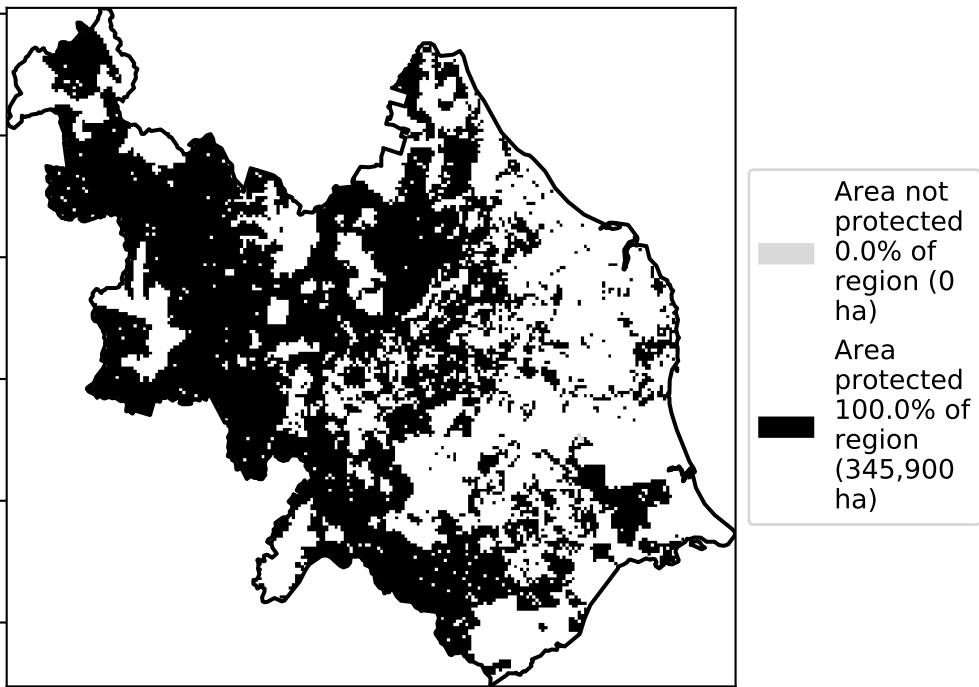 Area not
protected
0.0% of
region (0
ha)
Area
protected
100.0% of
region
(345,900
ha)